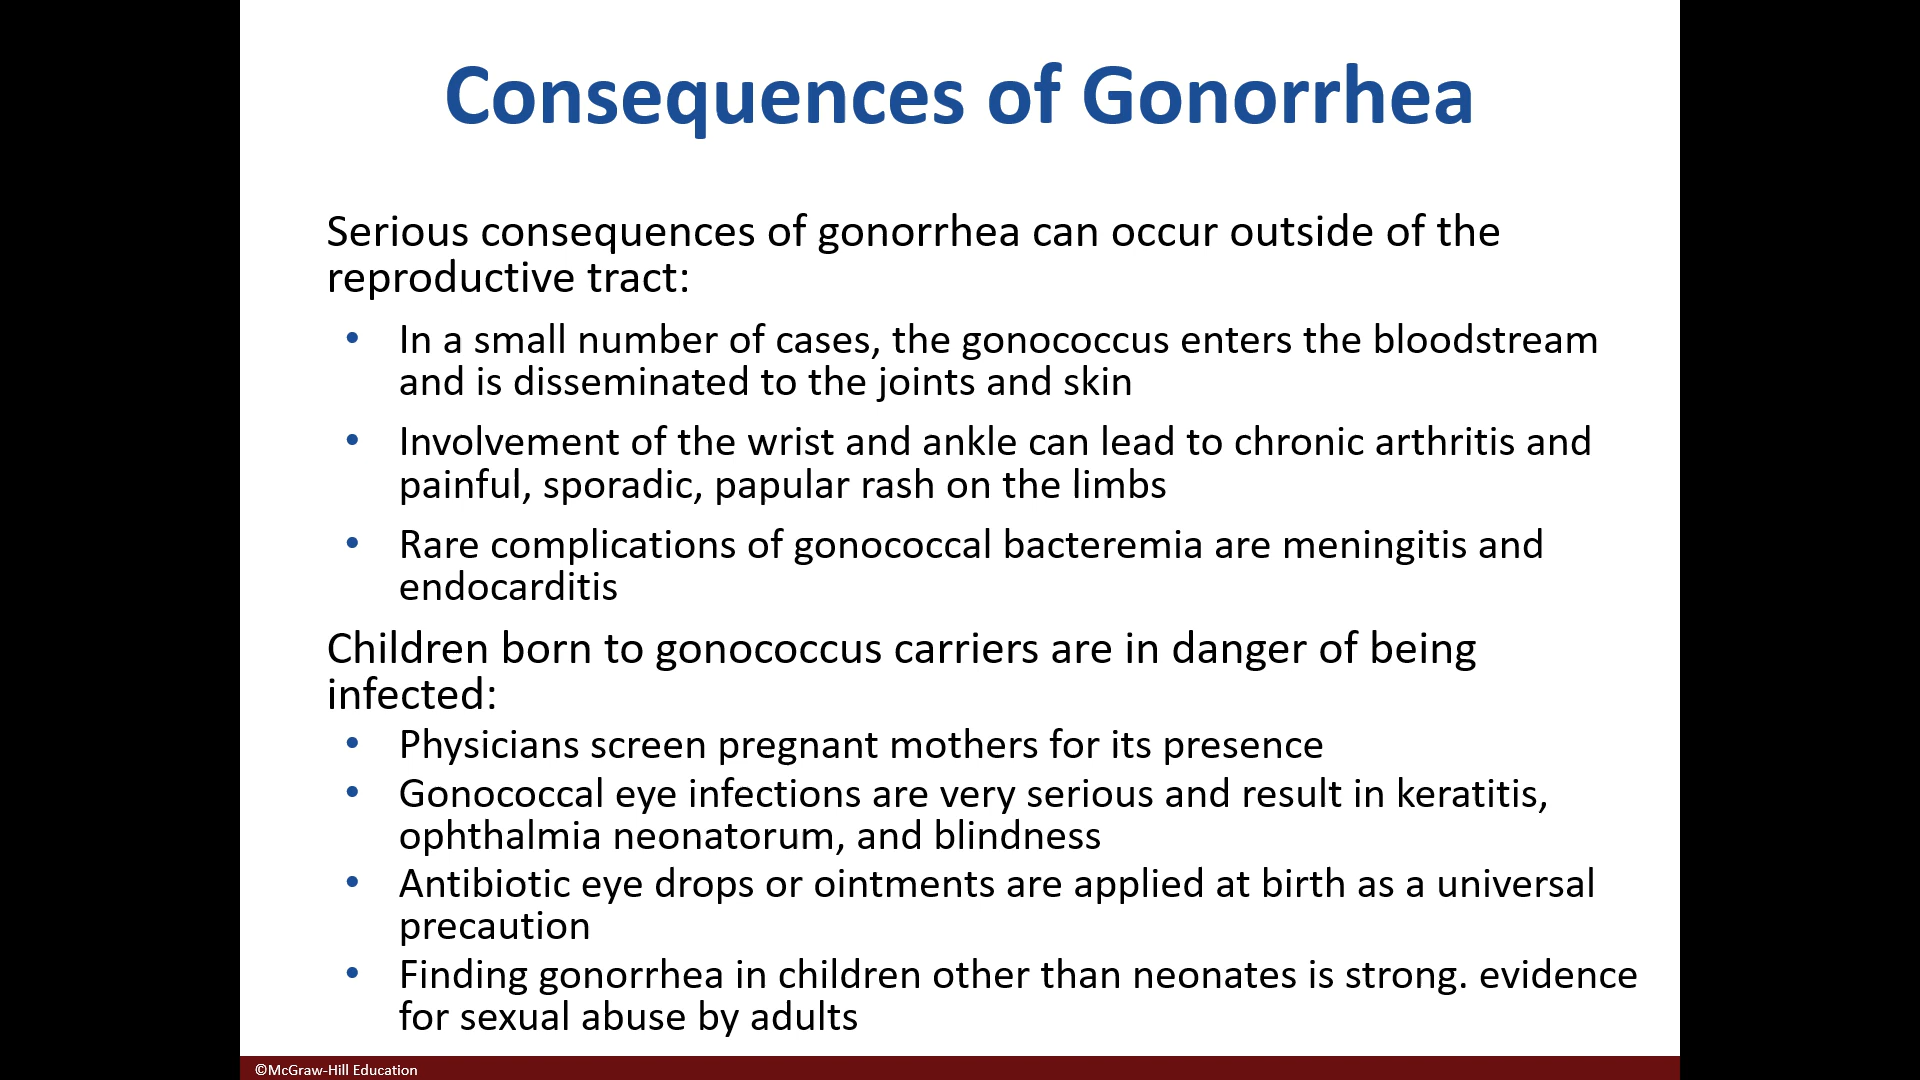 Consequences of Gonorrhea
Serious consequences of gonorrhea can occur outside of the
reproductive tract:
• In a small number of cases, the gonococcus enters the bloodstream
and is disseminated to the joints and skin
• Involvement of the wrist and ankle can lead to chronic arthritis and
painful, sporadic, papular rash on the limbs
• Rare complications of gonococcal bacteremia are meningitis and
endocarditis
Children born to gonococcus carriers are in danger of being
infected:
• Physicians screen pregnant mothers for its presence
• Gonococcal eye infections are very serious and result in keratitis,
ophthalmia neonatorum, and blindness
• Antibiotic eye drops or ointments are applied at birth as a universal
precaution
• Finding gonorrhea in children other than neonates is strong. evidence
for sexual abuse by adults
©McGraw-Hill Education